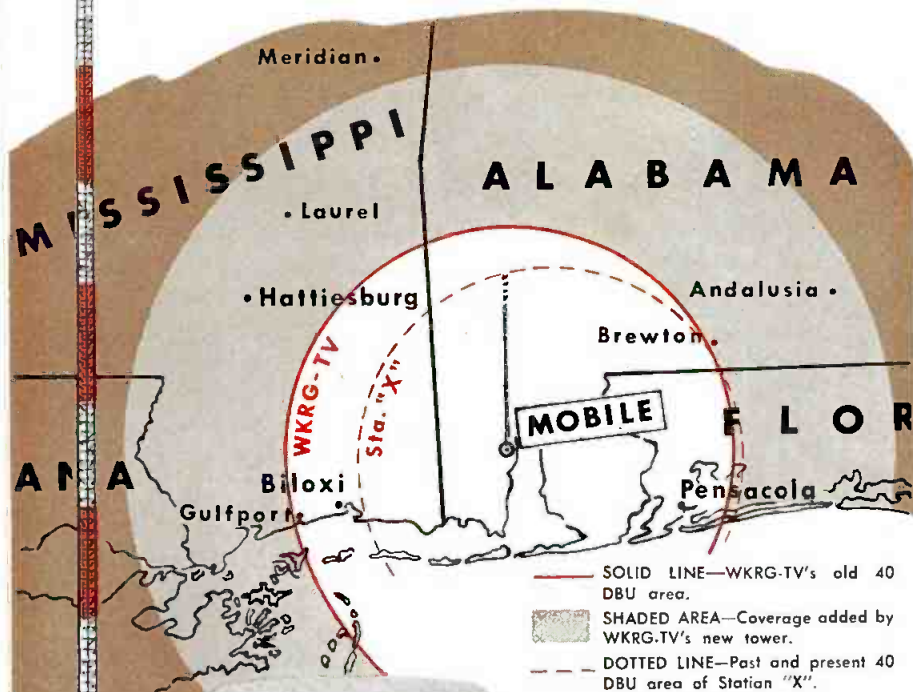 Meridian
MISSISSIPPI
ALABAMA
Laurel
Hattiesburg
Andalusia
Brewton
WKRG-TV
Sta. "X"
MOBILE
FLOR
ANA
Biloxi
Gulfport
Pensacola
SOLID LINE—WKRG-TV's old 40
DBU area.
SHADED AREA—Coverage added by
WKRG-TV's new tower.
DOTTED LINE—Past and present 40
DBU area of Statian "X".